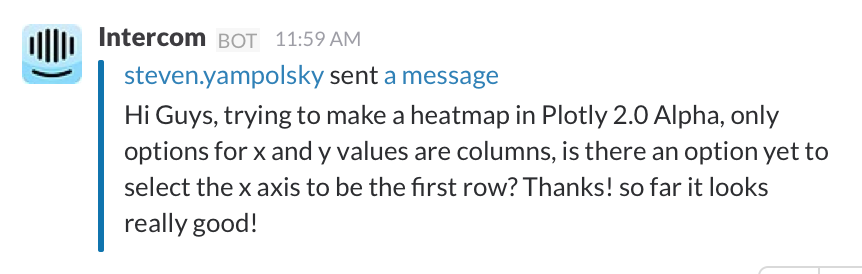 Intercom BOT 11:59 AM
steven.yampolsky sent a message
Hi Guys, trying to make a heatmap in Plotly 2.0 Alpha, only
options for x and y values are columns, is there an option yet to
select the x axis to be the first row? Thanks! so far it looks
really good!